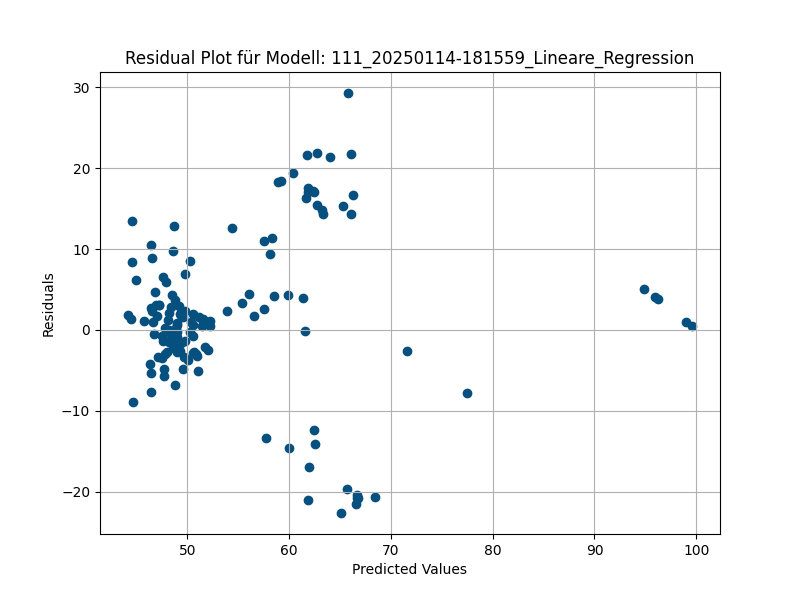 Residual Plot für Modell: 111_20250114-181559_Lineare_Regression
30
20
10
0
−10
−20
Residuals
50 60 70 80 90 100
Predicted Values